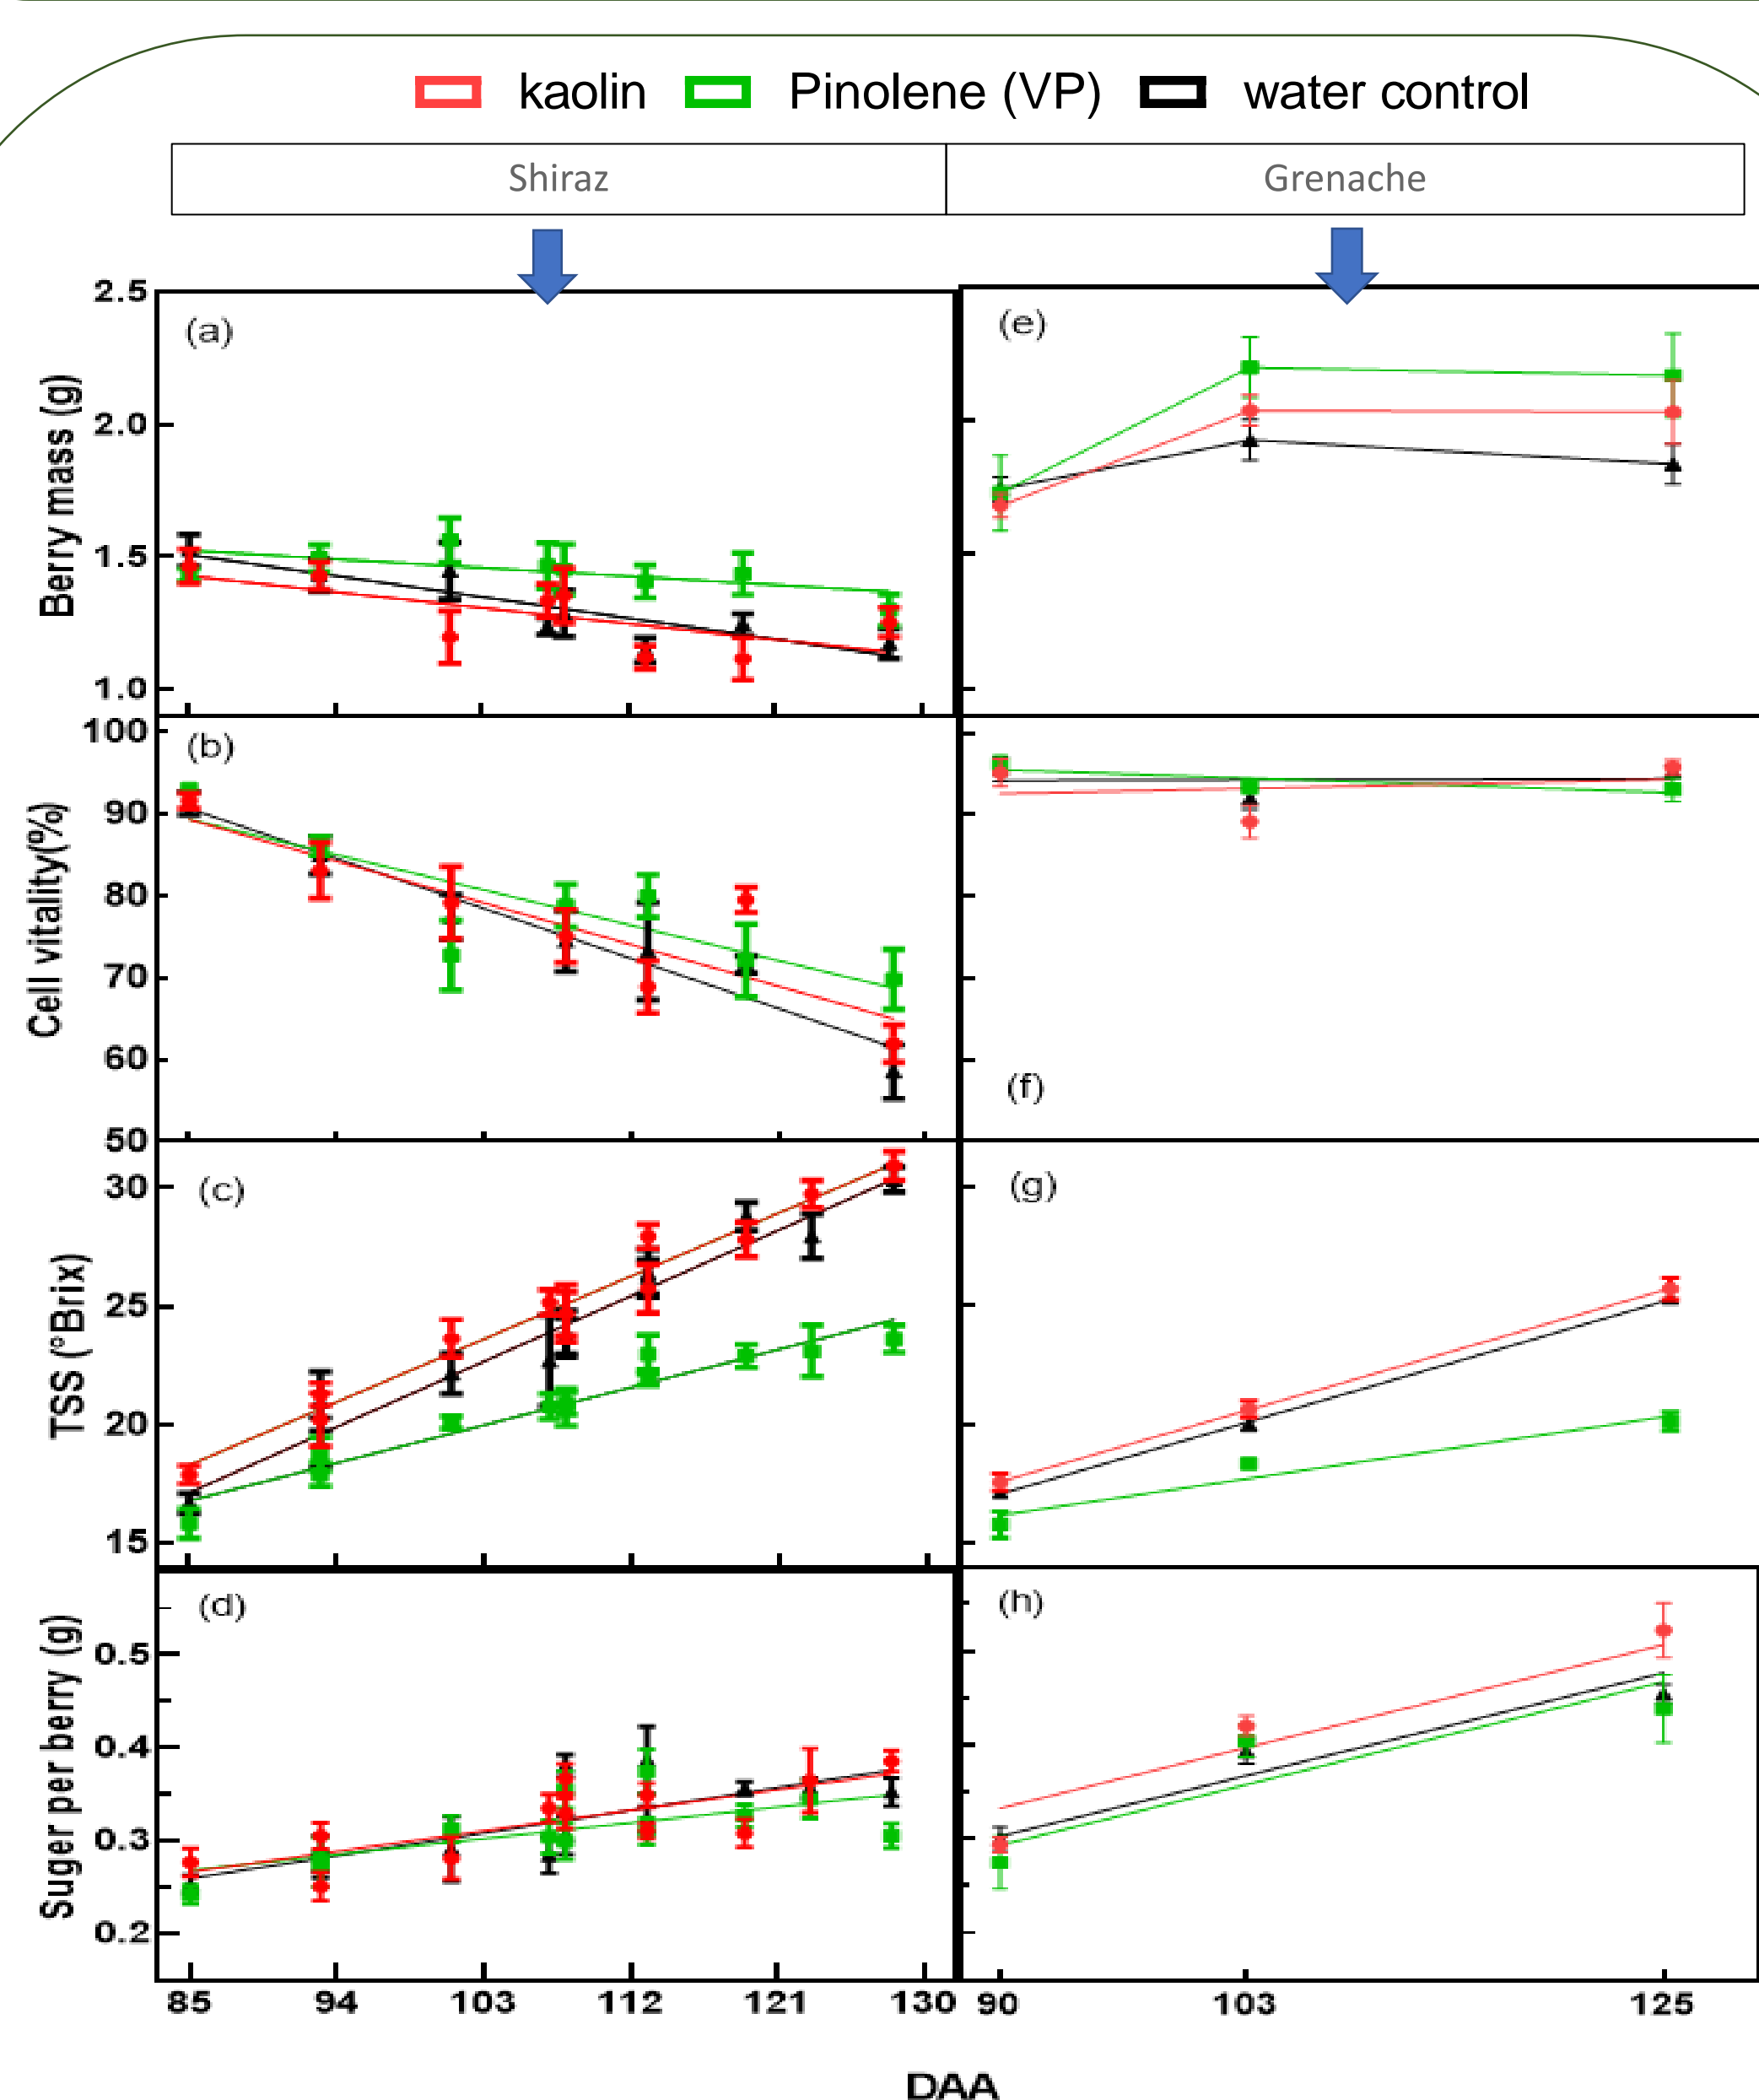 kaolin Pinolene (VP) water control
Shiraz Grenache
(a) (e)
Berry mass (g)
2.5
2.0
1.5
1.0
(b) (f)
Cell vitality(%)
100
90
80
70
60
50
(c) (g)
TSS (°Brix)
30
25
20
15
(d) (h)
Suger per berry (g)
0.5
0.4
0.3
0.2
85 94 103 112 121 130 90 103 125
DAA